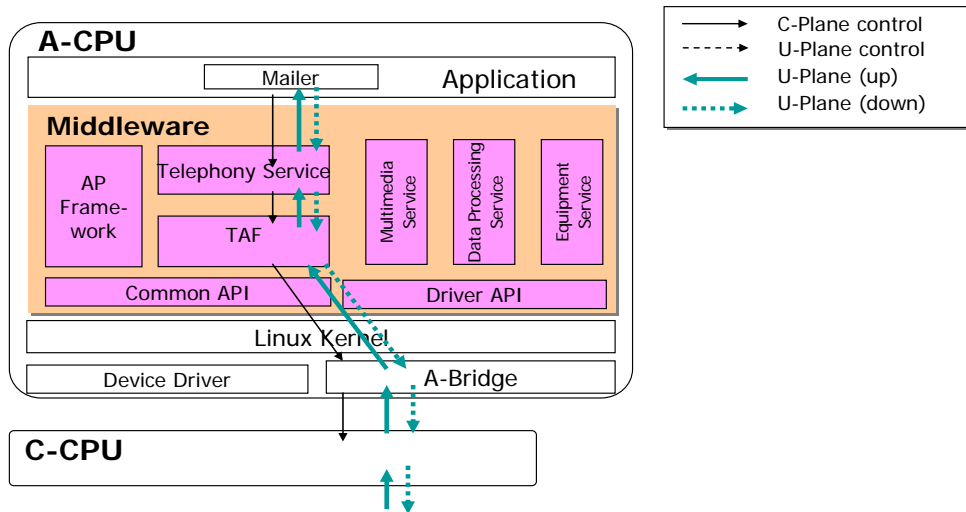 A-CPU
Mailer
Application
Middleware
AP
Frame-
work
Telephony Service
TAF
Multimedia
Service
Data Processing
Service
Equipment
Service
Common API
Driver API
Linux Kernel
Device Driver
A-Bridge
C-CPU
C-Plane control
U-Plane control
U-Plane (up)
U-Plane (down)